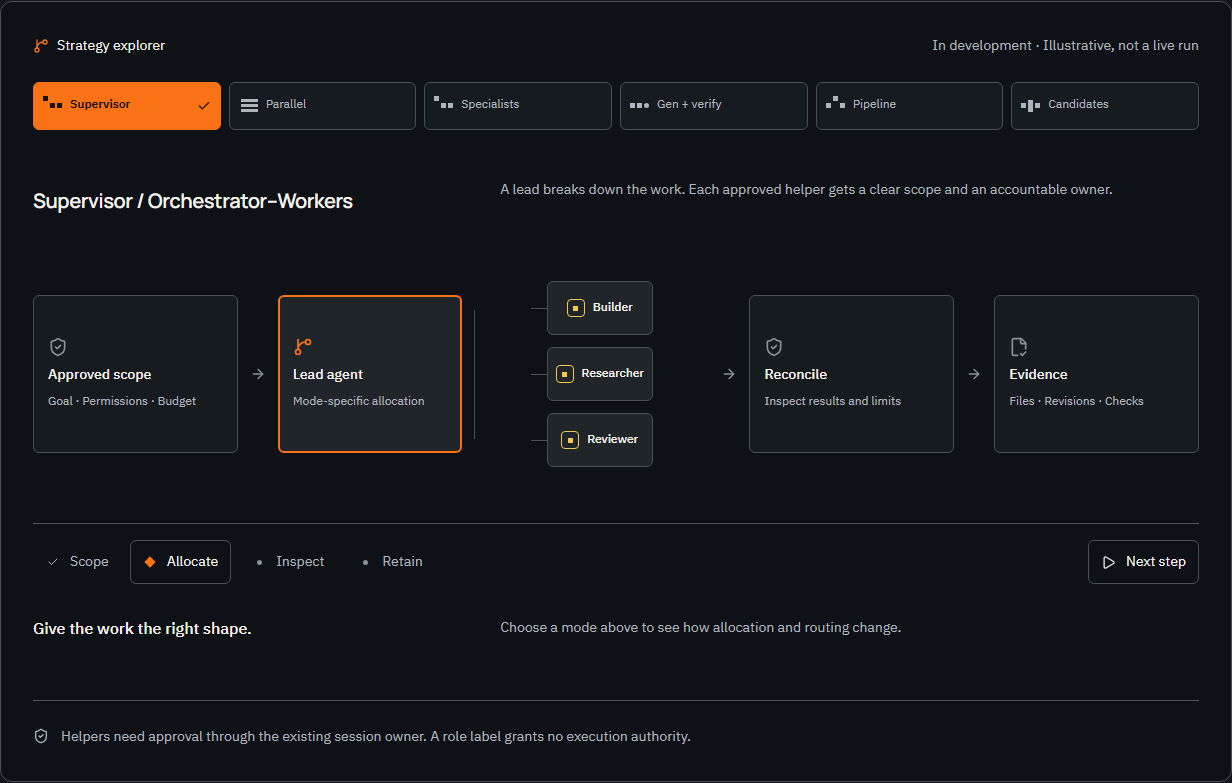 Strategy explorer
In development · Illustrative, not a live run
Supervisor
Parallel
Specialists
Gen + verify
Pipeline
Candidates
Supervisor / Orchestrator–Workers
A lead breaks down the work. Each approved helper gets a clear scope and an accountable owner.
Approved scope
Goal · Permissions · Budget
Lead agent
Mode-specific allocation
Builder
Researcher
Reviewer
Reconcile
Inspect results and limits
Evidence
Files · Revisions · Checks
Scope
Allocate
Inspect
Retain
Next step
Give the work the right shape.
Choose a mode above to see how allocation and routing change.
Helpers need approval through the existing session owner. A role label grants no execution authority.